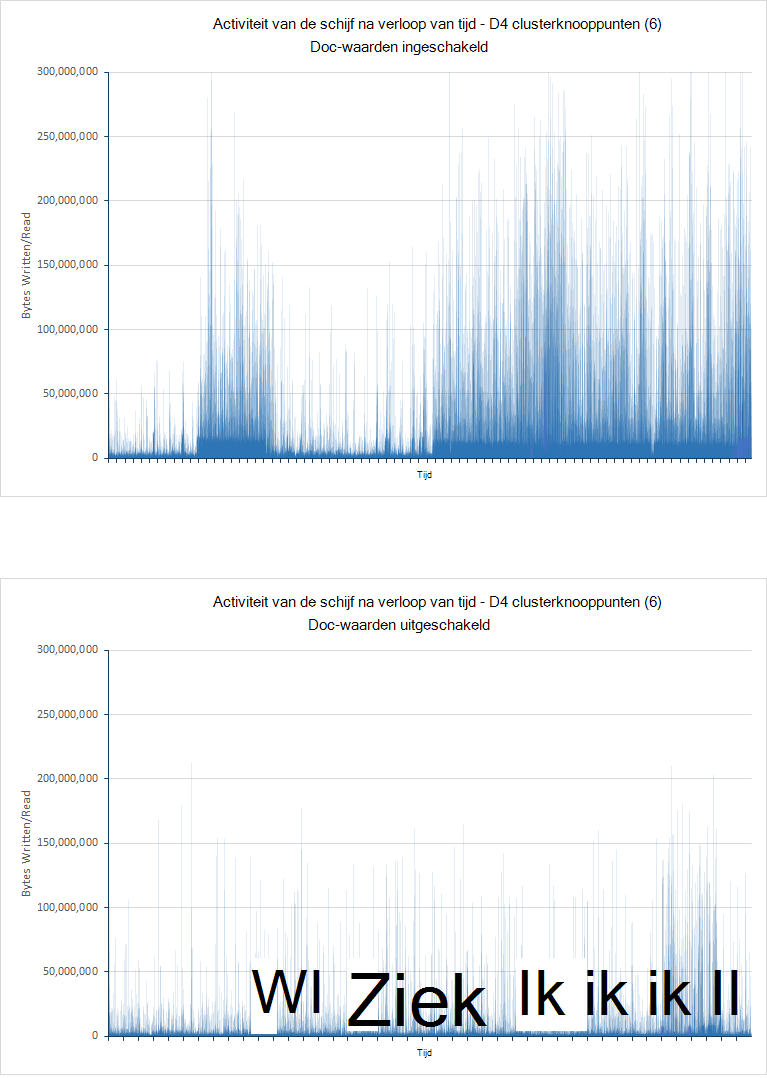 Activiteit van de schijf na verloop van tijd - D4 clusterknooppunten (6)
Doc-waarden ingeschakeld
300,000,000
250,000,000
200,000,000
150,000,000
100,000,000
50,000,000
0
Bytes Written/Read
Tijd
Activiteit van de schijf na verloop van tijd - D4 clusterknooppunten (6)
Doc-waarden uitgeschakeld
300,000,000
250,000,000
200,000,000
150,000,000
100,000,000
50,000,000
0
Bytes Written/Read
WI Ziek Ik ik ik II
Tijd